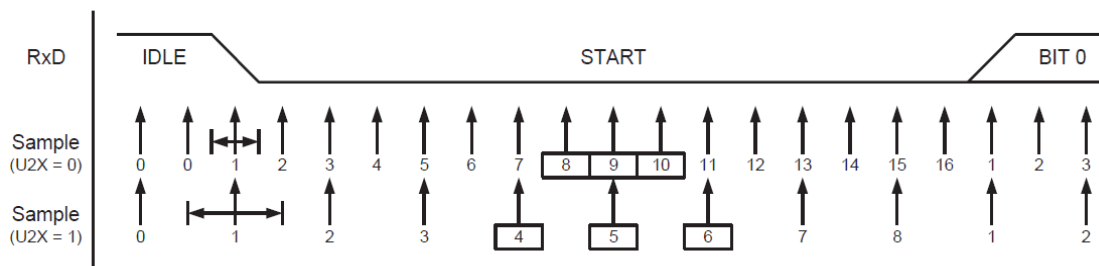 RxD IDLE START BIT 0
Sample
(U2X = 0)
0 0 1 2 3 4 5 6 7 8 9 10 11 12 13 14 15 16 1 2 3
Sample
(U2X = 1)
0 1 2 3 4 5 6 7 8 1 2